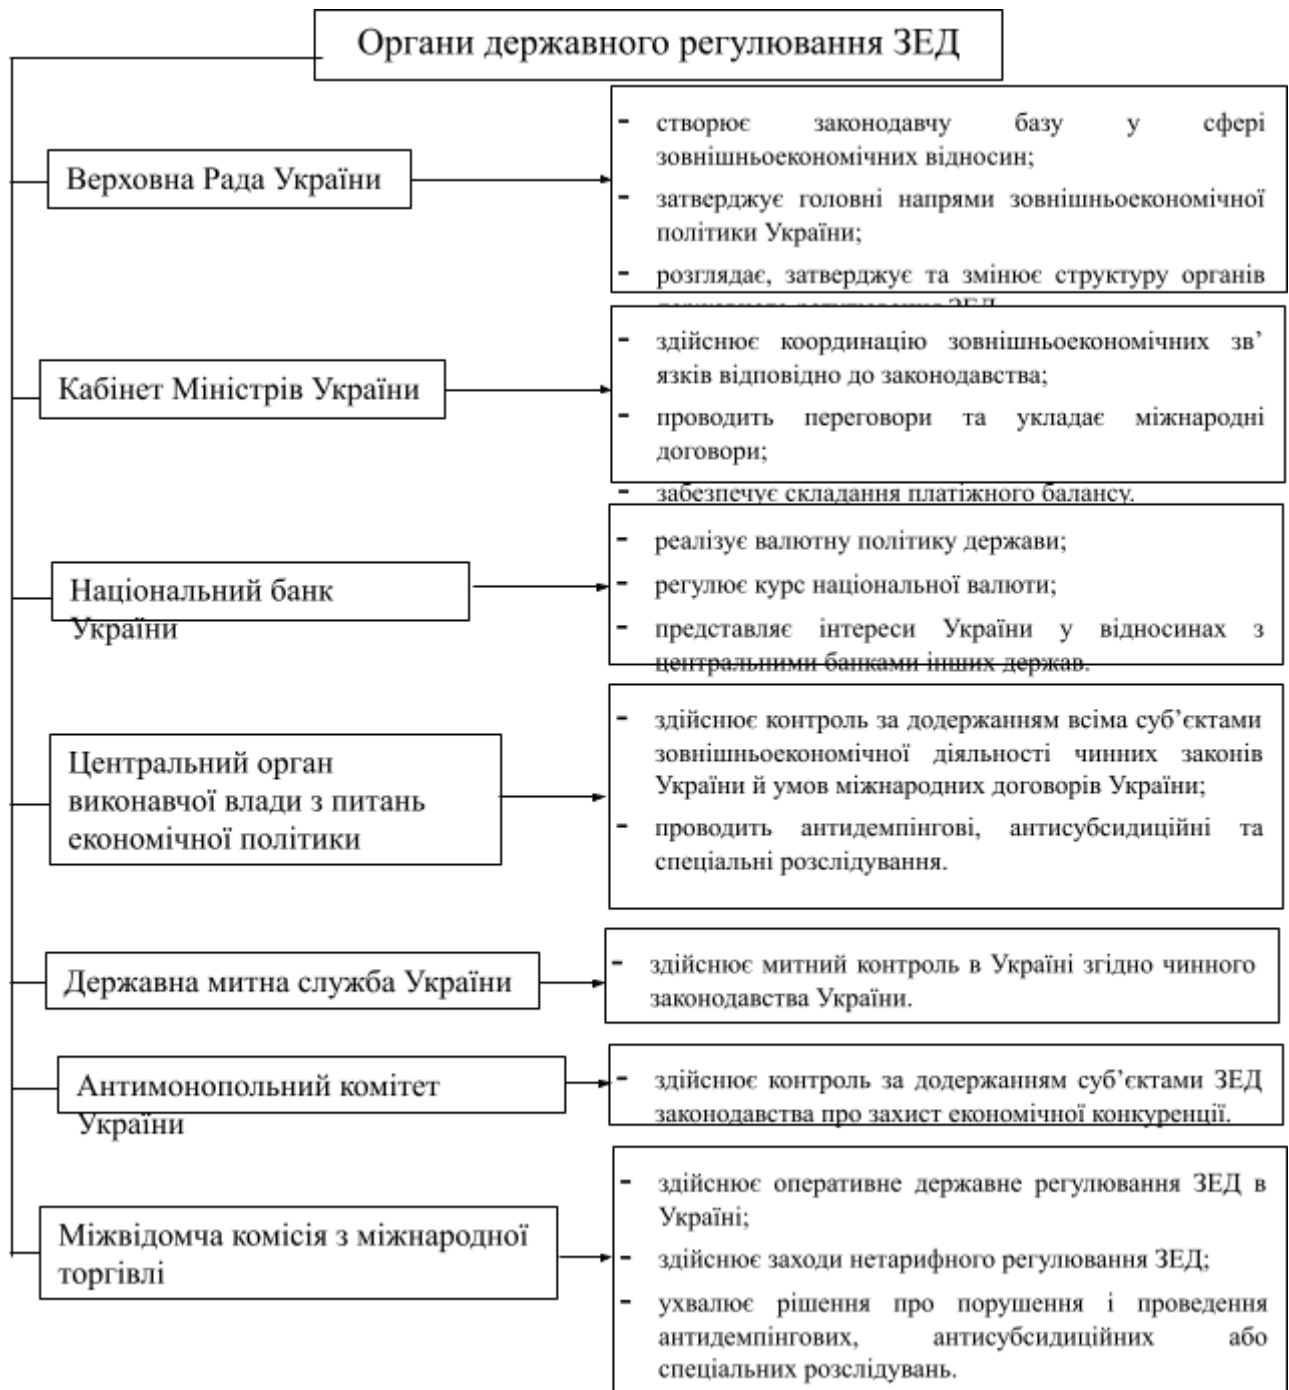 Органи державного регулювання ЗЕД
Верховна Рада України
- створює законодавчу базу у сфері
зовнішньоекономічних відносин;
- затверджує головні напрями зовнішньоекономічної
політики України;
- розглядає, затверджує та змінює структуру органів
державного регулювання ЗЕД
Кабінет Міністрів України
- здійснює координацію зовнішньоекономічних зв’
язків відповідно до законодавства;
- проводить переговори та укладає міжнародні
договори;
- забезпечує складання платіжного балансу.
Національний банк
України
- реалізує валютну політику держави;
- регулює курс національної валюти;
- представляє інтереси України у відносинах з
центральними банками інших держав.
Центральний орган
виконавчої влади з питань
економічної політики
- здійснює контроль за додержанням всіма суб’єктами
зовнішньоекономічної діяльності чинних законів
України й умов міжнародних договорів України;
- проводить антидемпінгові, антисубсидиційні та
спеціальні розслідування.
Державна митна служба України
- здійснює митний контроль в Україні згідно чинного
законодавства України.
Антимонопольний комітет
України
- здійснює контроль за додержанням суб’єктами ЗЕД
законодавства про захист економічної конкуренції.
Міжвідомча комісія з міжнародної
торгівлі
- здійснює оперативне державне регулювання ЗЕД в
Україні;
- здійснює заходи нетарифного регулювання ЗЕД;
- ухвалює рішення про порушення і проведення
антидемпінгових, антисубсидиційних або
спеціальних розслідувань.